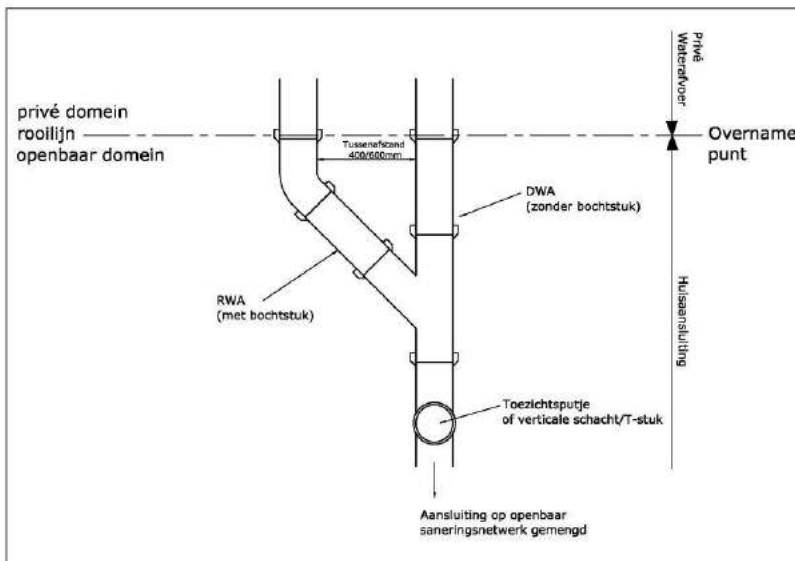 Privé
Waterafvoer
privé domein
rooilijn
openbaar domein
Tussenafstand
400/600mm
Overname
punt
DWA
(zonder bochtstuk)
RWA
(met bochtstuk)
Huisaansluiting
Toezichtsputje
of verticale schacht/T-stuk
Aansluiting op openbaar
saneringsnetwerk gemengd